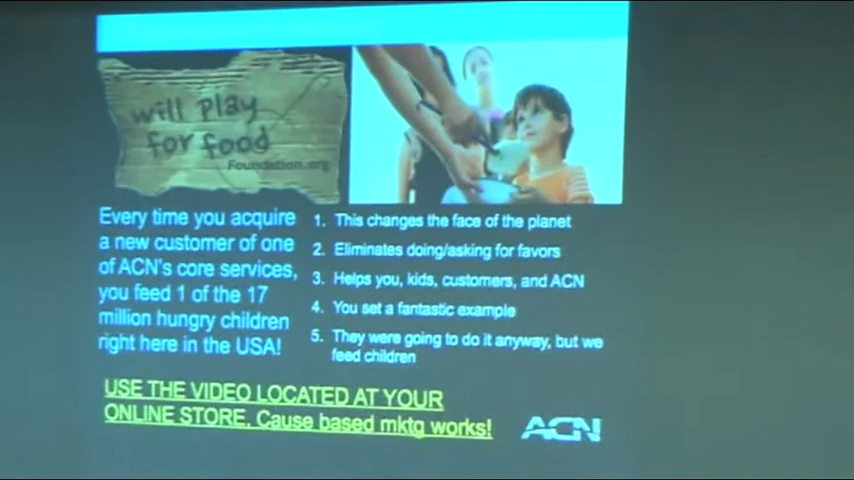 will play
for food
Foundation.org
Every time you acquire
a new customer of one
of ACN's core services,
you feed 1 of the 17
million hungry children
right here in the USA!
1. This changes the face of the planet
2. Eliminates doing/asking for favors
3. Helps you, kids, customers, and ACN
4. You set a fantastic example
5. They were going to do it anyway, but we
feed children
USE THE VIDEO LOCATED AT YOUR
ONLINE STORE. Cause based mktg works!
ACN